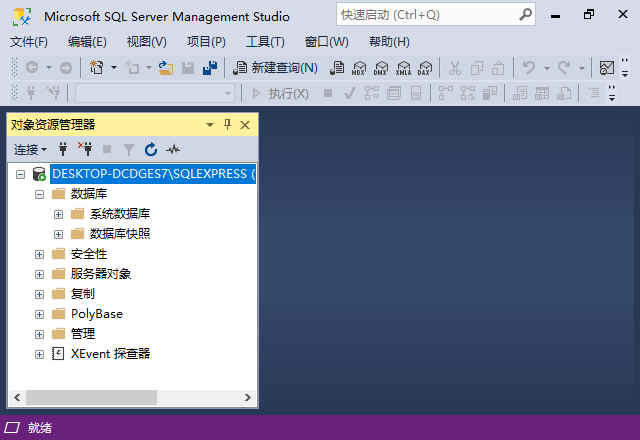 Microsoft SQL Server Management Studio
快速启动 (Ctrl+Q)
文件(F) 编辑(E) 视图(V) 项目(P) 工具(T) 窗口(W) 帮助(H)
新建查询(N) MDX DMX XMLA DAX
执行(X)
对象资源管理器
连接
DESKTOP-DCDGES7\SQLEXPRESS (
数据库
系统数据库
数据库快照
安全性
服务器对象
复制
PolyBase
管理
XEvent 探查器
就绪